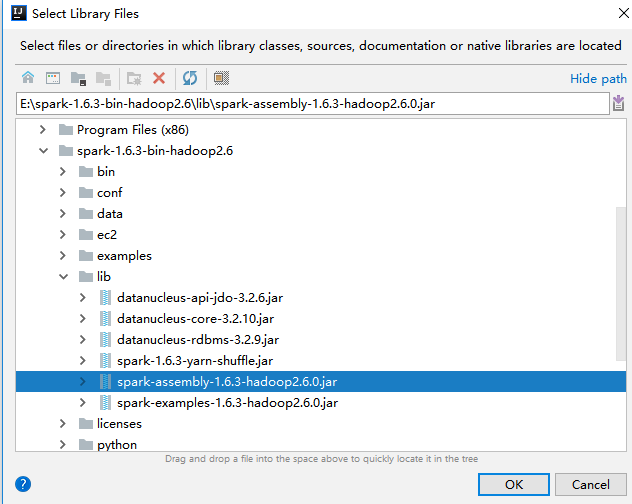 Select Library Files
Select files or directories in which library classes, sources, documentation or native libraries are located
Hide path
E:\spark-1.6.3-bin-hadoop2.6\lib\spark-assembly-1.6.3-hadoop2.6.0.jar
Program Files (x86)
spark-1.6.3-bin-hadoop2.6
bin
conf
data
ec2
examples
lib
datanucleus-api-jdo-3.2.6.jar
datanucleus-core-3.2.10.jar
datanucleus-rdbms-3.2.9.jar
spark-1.6.3-yarn-shuffle.jar
spark-assembly-1.6.3-hadoop2.6.0.jar
spark-examples-1.6.3-hadoop2.6.0.jar
licenses
python
Drag and drop a file into the space above to quickly locate it in the tree
OK
Cancel